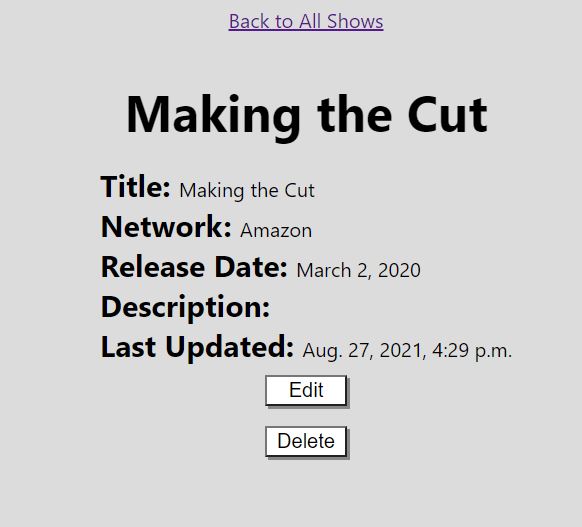 Back to All Shows
Making the Cut
Title: Making the Cut
Network: Amazon
Release Date: March 2, 2020
Description:
Last Updated: Aug. 27, 2021, 4:29 p.m.
Edit
Delete